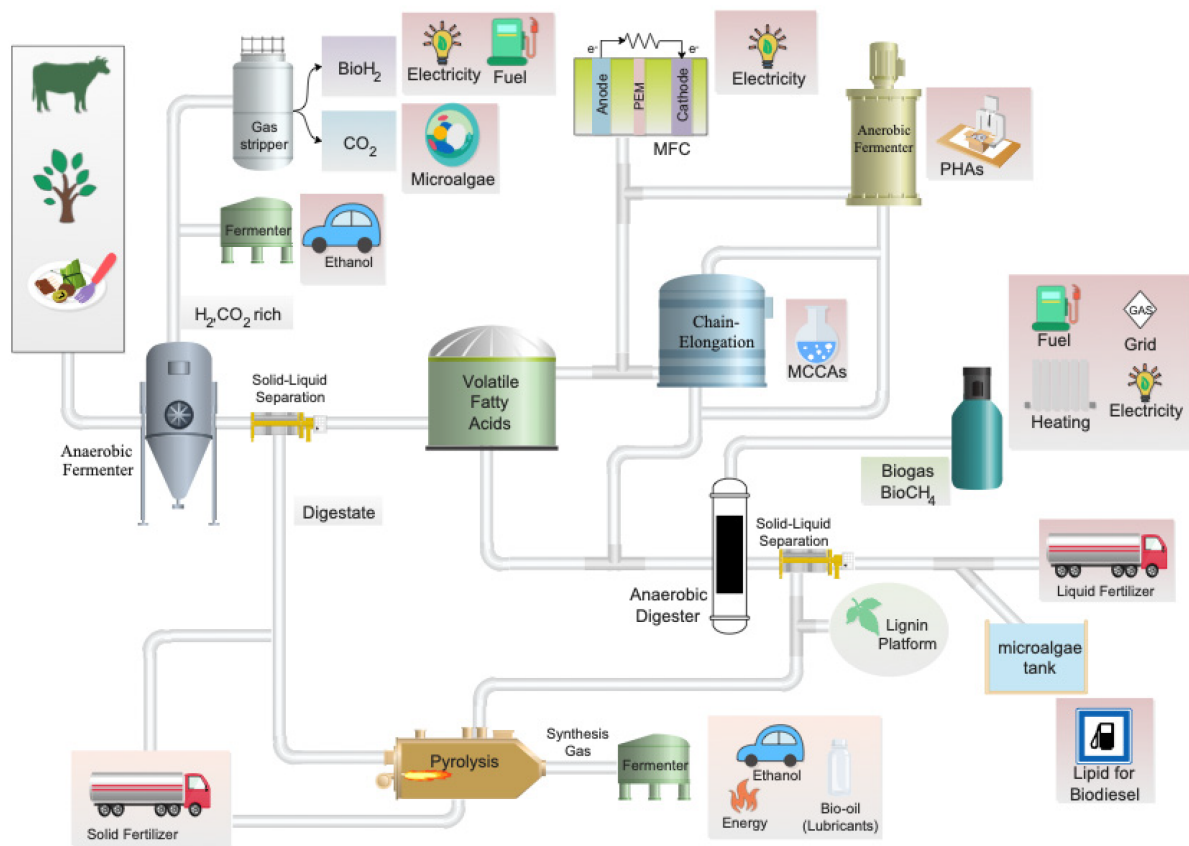 BioH2
CO2
Gas
stripper
Electricity
Fuel
Microalgae
Fermenter
Ethanol
H2,CO2 rich
e-
e-
Anode
PEM
Cathode
MFC
Electricity
Anerobic
Fermenter
PHAs
Chain-
Elongation
MCCAs
Volatile
Fatty
Acids
Solid-Liquid
Separation
Anaerobic
Fermenter
Digestate
Fuel
GAS
Grid
Heating
Electricity
Biogas
BioCH4
Solid-Liquid
Separation
Anaerobic
Digester
Liquid Fertilizer
Lignin
Platform
microalgae
tank
Lipid for
Biodiesel
Pyrolysis
Synthesis
Gas
Fermenter
Ethanol
Energy
Bio-oil
(Lubricants)
Solid Fertilizer